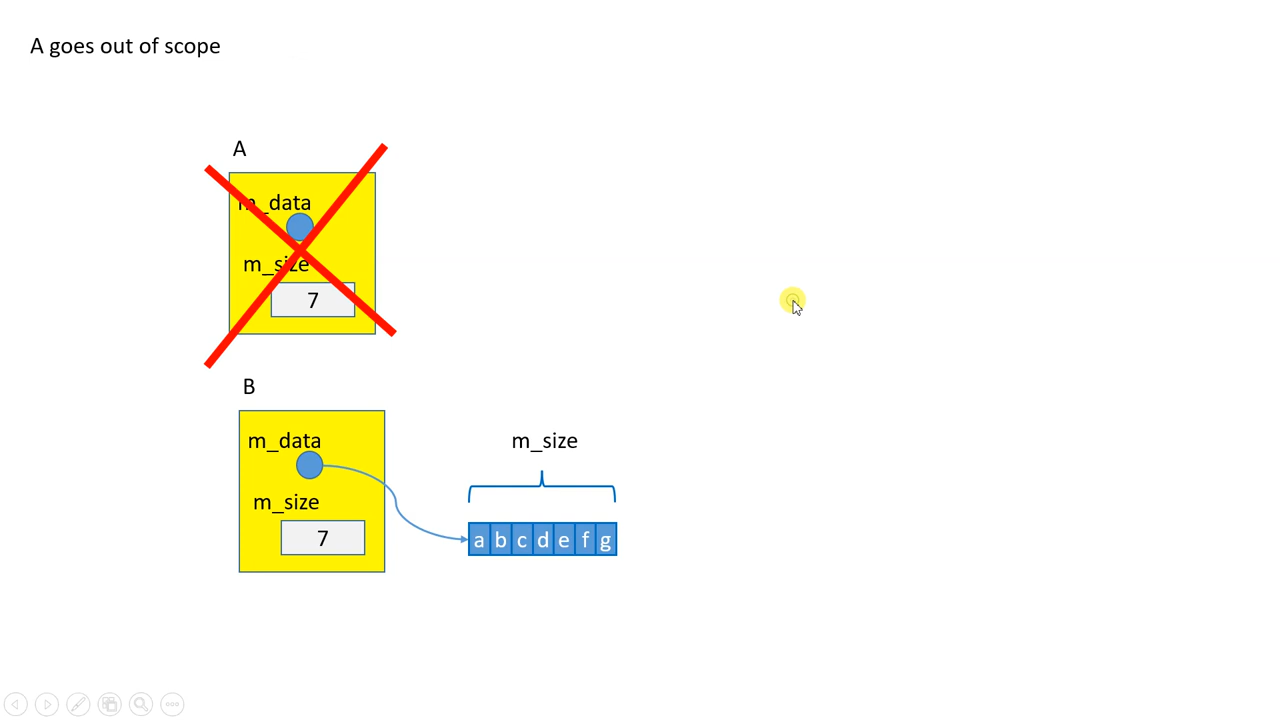 A goes out of scope
A
m_data
m_size
7
B
m_data
m_size
7
m_size
a b c d e f g